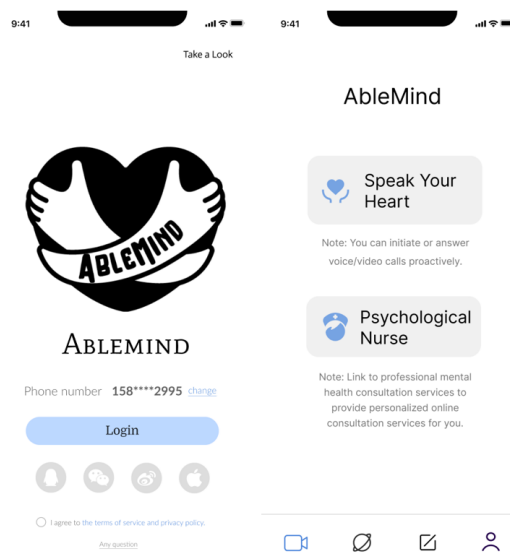 9:41
Take a Look
ABLEMIND
ABLEMIND
Phone number 158****2995 change
Login
I agree to the terms of service and privacy policy.
Any question
9:41
AbleMind
Speak Your
Heart
Note: You can initiate or answer
voice/video calls proactively.
Psychological
Nurse
Note: Link to professional mental
health consultation services to
provide personalized online
consultation services for you.